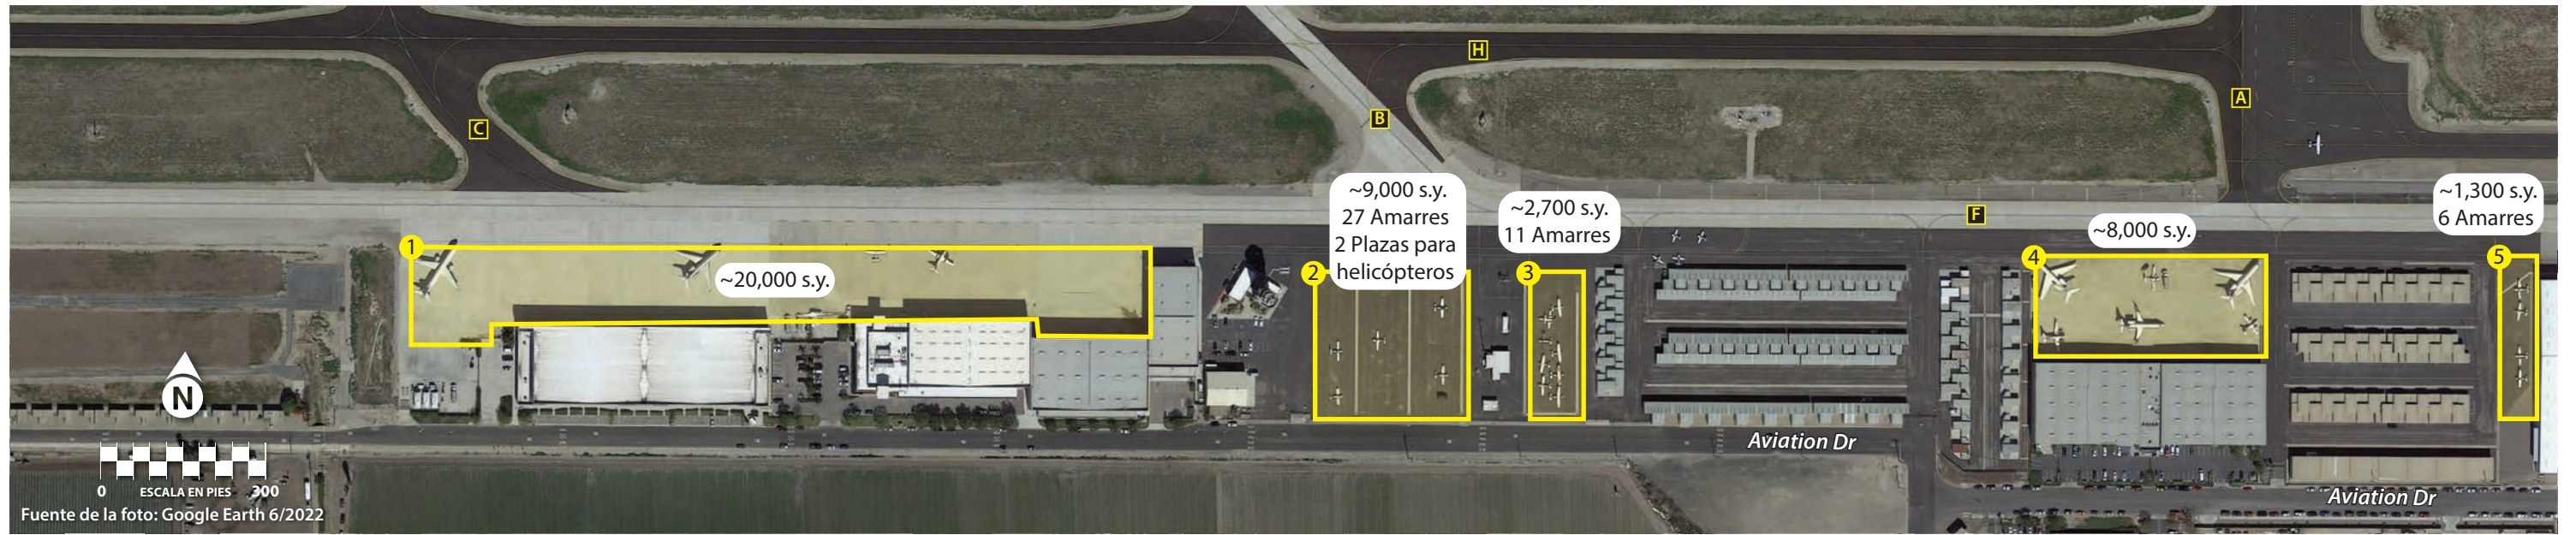 H
A
C
B
F
~9,000 s.y.
27 Amarres
2 Plazas para
helicópteros
~2,700 s.y.
11 Amarres
~1,300 s.y.
6 Amarres
~8,000 s.y.
1
~20,000 s.y.
2
3
4
5
N
Aviation Dr
Aviation Dr
0 ESCALA EN PIES 300
Fuente de la foto: Google Earth 6/2022